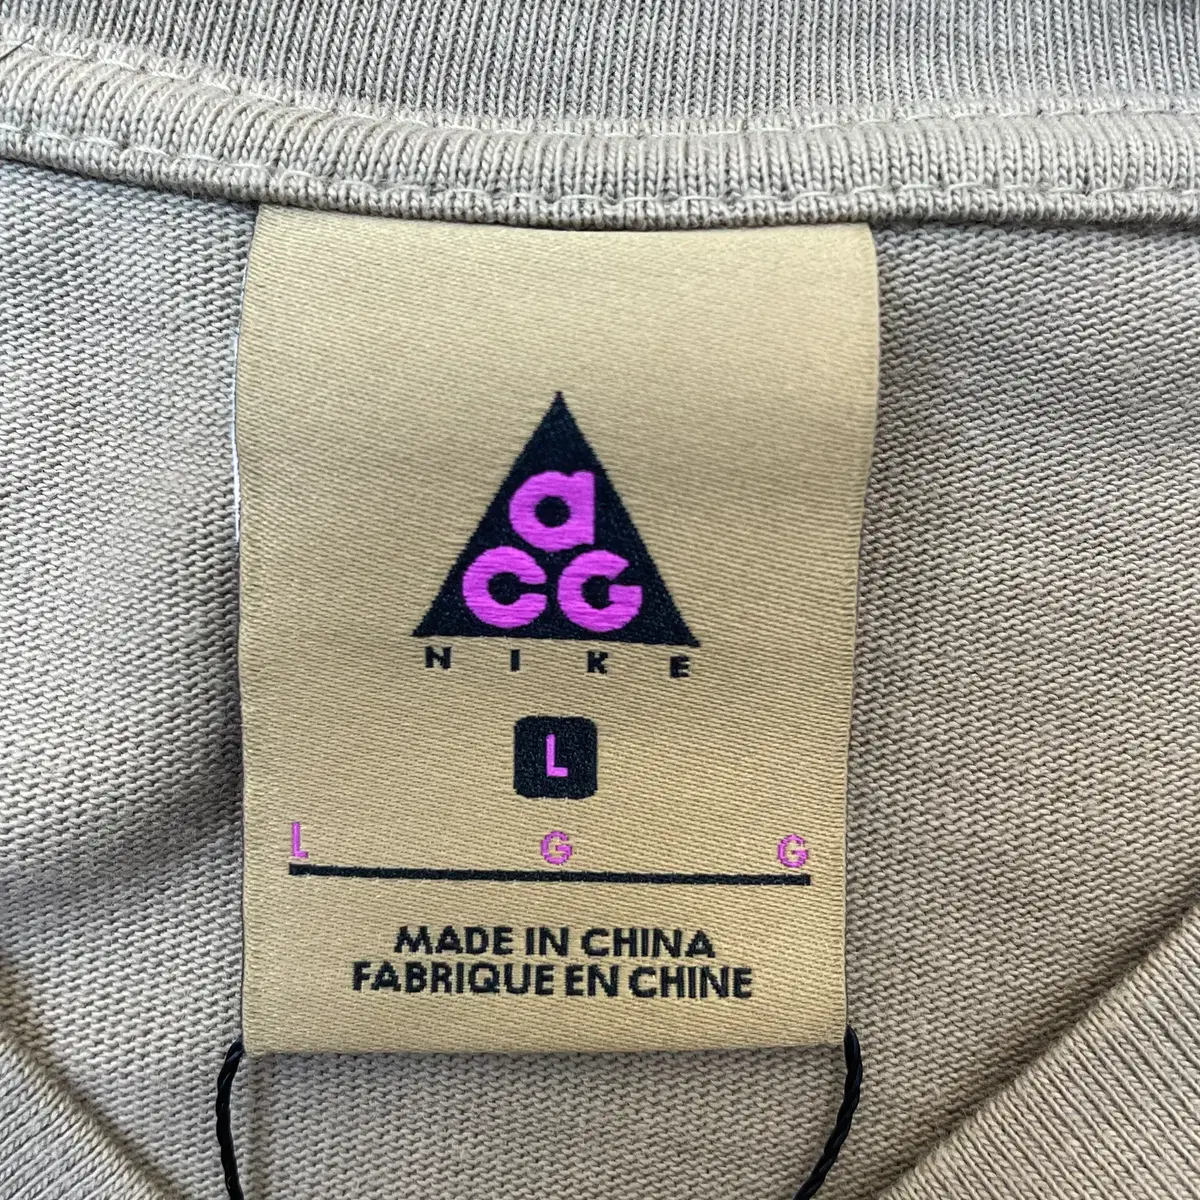 a
CG
NIKE
L
L G G
MADE IN CHINA
FABRIQUE EN CHINE